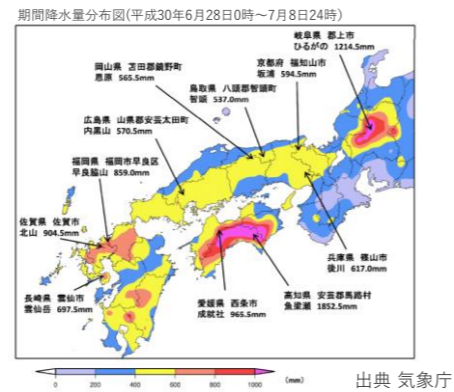 期間降水量分布図(平成30年6月28日0時～7月8日24時)
岐阜県 郡上市
ひるがの 1214.5mm
京都府 福知山市
坂浦 594.5mm
岡山県 苫田郡鏡野町
恩原 565.5mm
鳥取県 八頭郡智頭町
智頭 537.0mm
広島県 山県郡安芸太田町
内黒山 570.5mm
福岡県 福岡市早良区
早良脇山 859.0mm
佐賀県 佐賀市
北山 904.5mm
長崎県 雲仙市
雲仙岳 697.5mm
愛媛県 西条市
成就社 965.5mm
高知県 安芸郡馬路村
魚梁瀬 1852.5mm
兵庫県 篠山市
後川 617.0mm
0 200 400 600 800 1000 (mm)
出典 気象庁